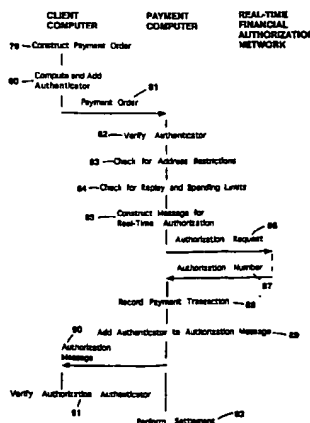 CLIENT COMPUTER
PAYMENT COMPUTER
REAL-TIME FINANCIAL AUTHORIZATION NETWORK
79 Construct Payment Order
80 Compute and Add Authenticator
81
Payment Order
82 Verify Authenticator
83 Check for Address Restrictions
84 Check for Replay and Spending Limits
85 Construct Message for Real-Time Authorization
86
Authorization Request
Authorization Number
87
Record Payment Transaction 88
Add Authenticator to Authorization Message 89
90
Authorization Message
Verify Authorization Authenticator
91
Perform Settlement
92